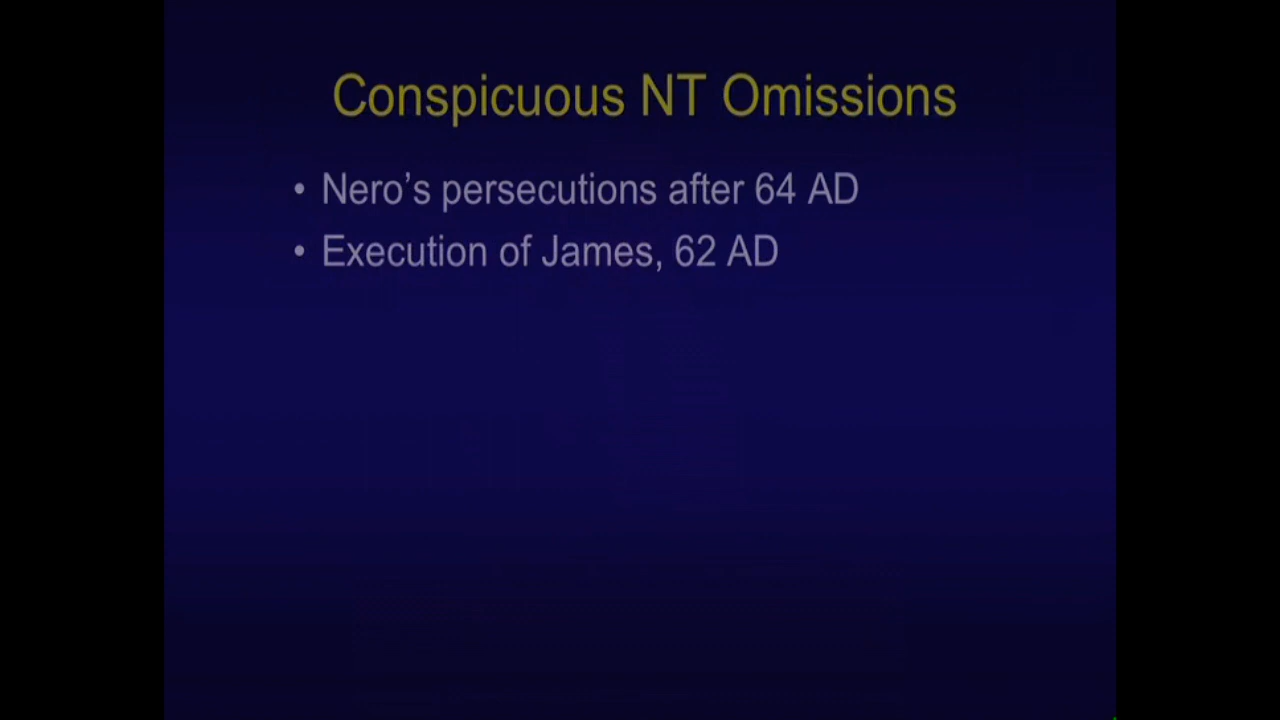 Conspicuous NT Omissions
• Nero’s persecutions after 64 AD
• Execution of James, 62 AD